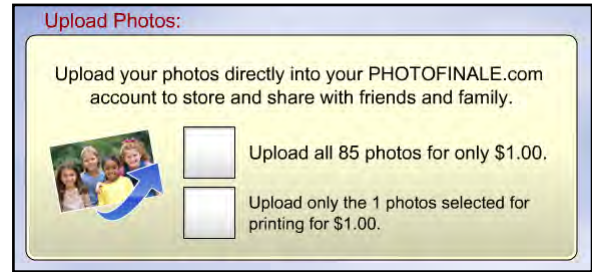 Upload Photos:
Upload your photos directly into your PHOTOFINALE.com
account to store and share with friends and family.
Upload all 85 photos for only $1.00.
Upload only the 1 photos selected for
printing for $1.00.